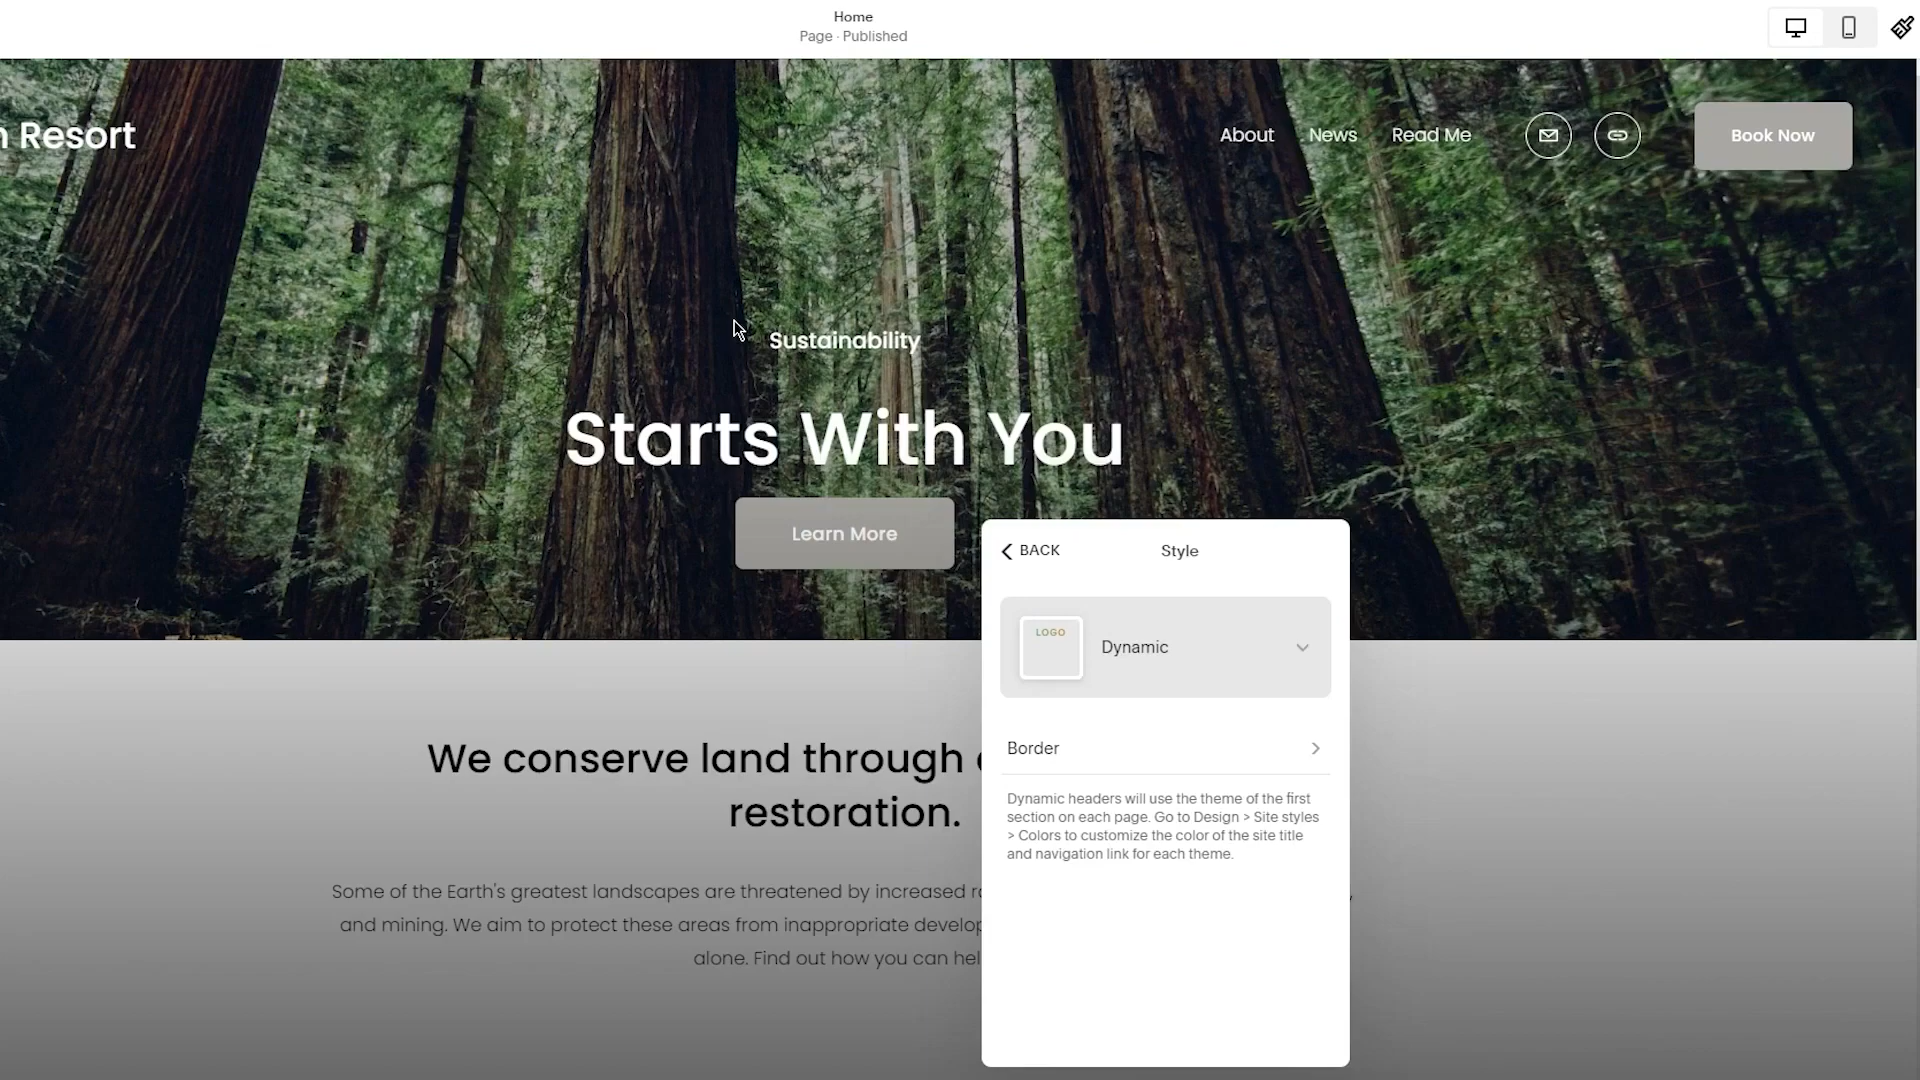 Home
Page · Published
Resort
About
News
Read Me
Book Now
Sustainability
Starts With You
Learn More
BACK
Style
LOGO
Dynamic
Border
Dynamic headers will use the theme of the first
section on each page. Go to Design > Site styles
> Colors to customize the color of the site title
and navigation link for each theme.
We conserve land through
restoration.
Some of the Earth's greatest landscapes are threatened by increased
and mining. We aim to protect these areas from inappropriate
alone. Find out how you can